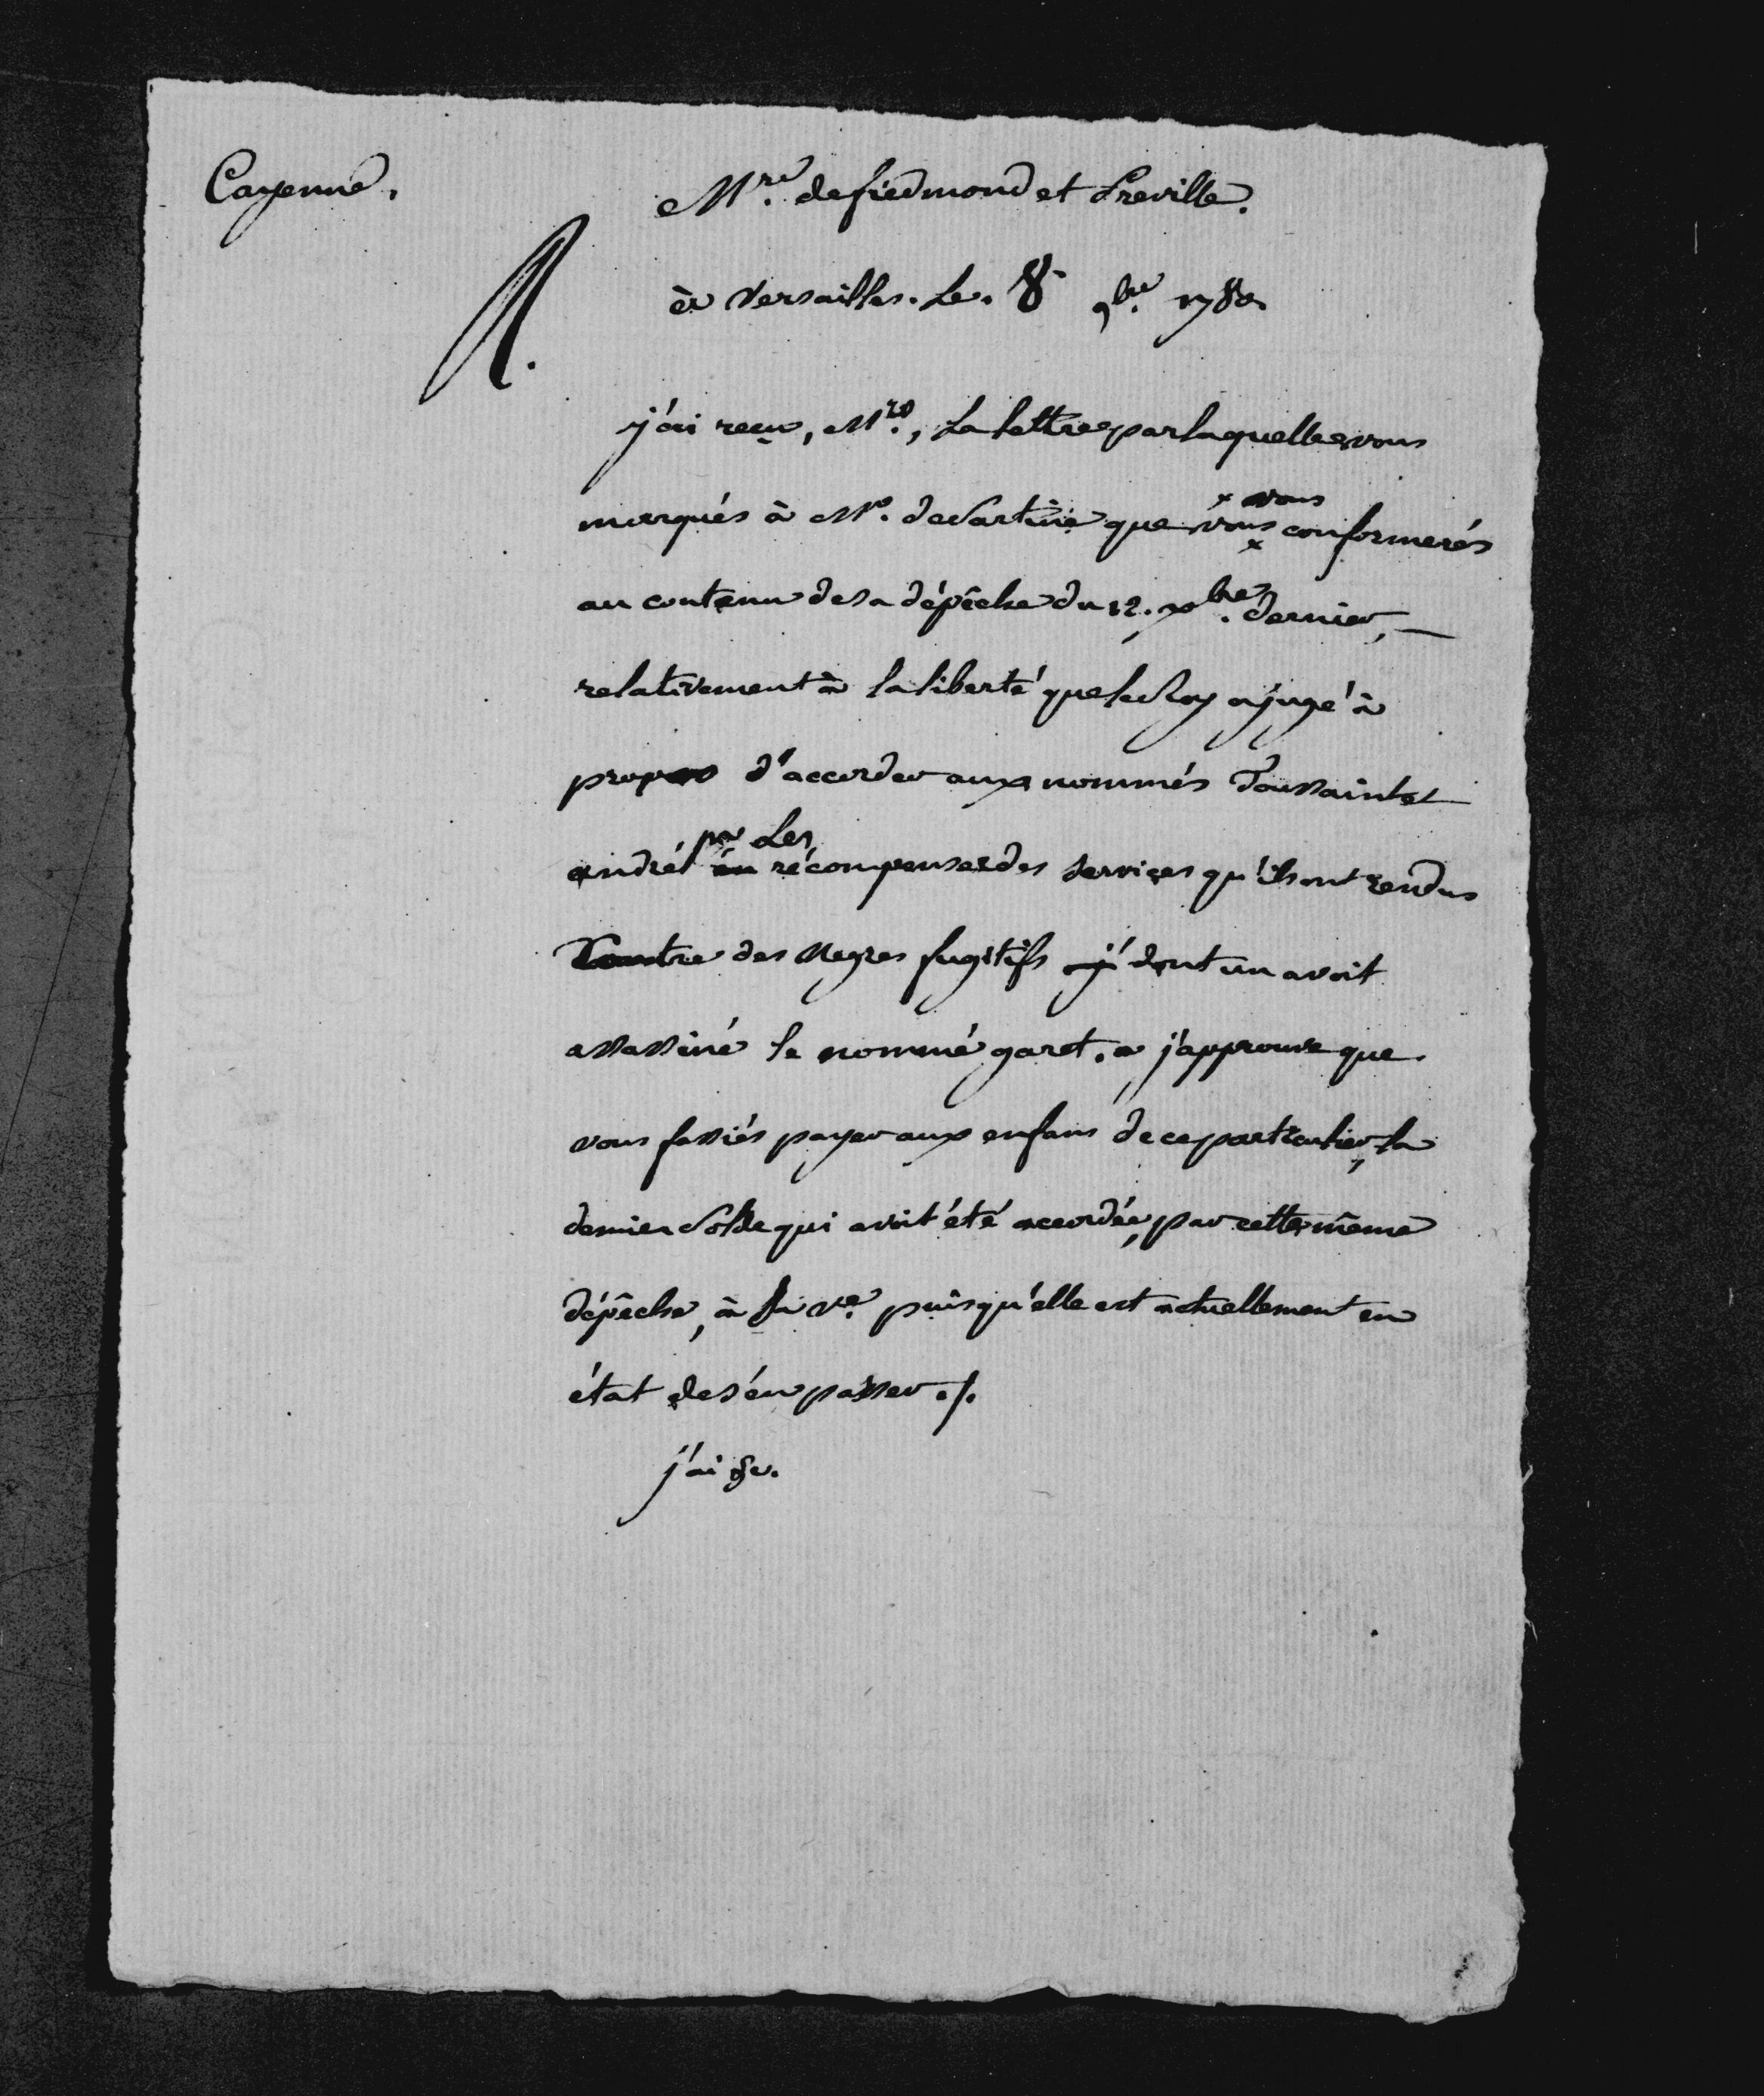 Cayenne.
Mrs. de fiedmond et Preville.
à Versailles. Le. 8 9bre. 1780.
R.
j'ai reçu, Mrs., La lettre par laquelle vous
marqués à Mr. de Sartine que vous vous conformerés
au contenu de sa dépêche du 12. xbre. dernier,
relativement à la liberté que le Roy a jugé à
propos d'accorder aux nommés Toussaint et
andré pr Les en récompenser des services qu'ils ont rendus
Contre des Negres fugitifs dont un avoit
assassiné le nommé garet. j'approuve que
vous fassiés payer aux enfans de ce particulier, la
demie Solde qui avoit été accordée, par cette même
dépêche, à sa ve. puisqu'elle est actuellement en
état de s'en passer ./.
j'ai &c.